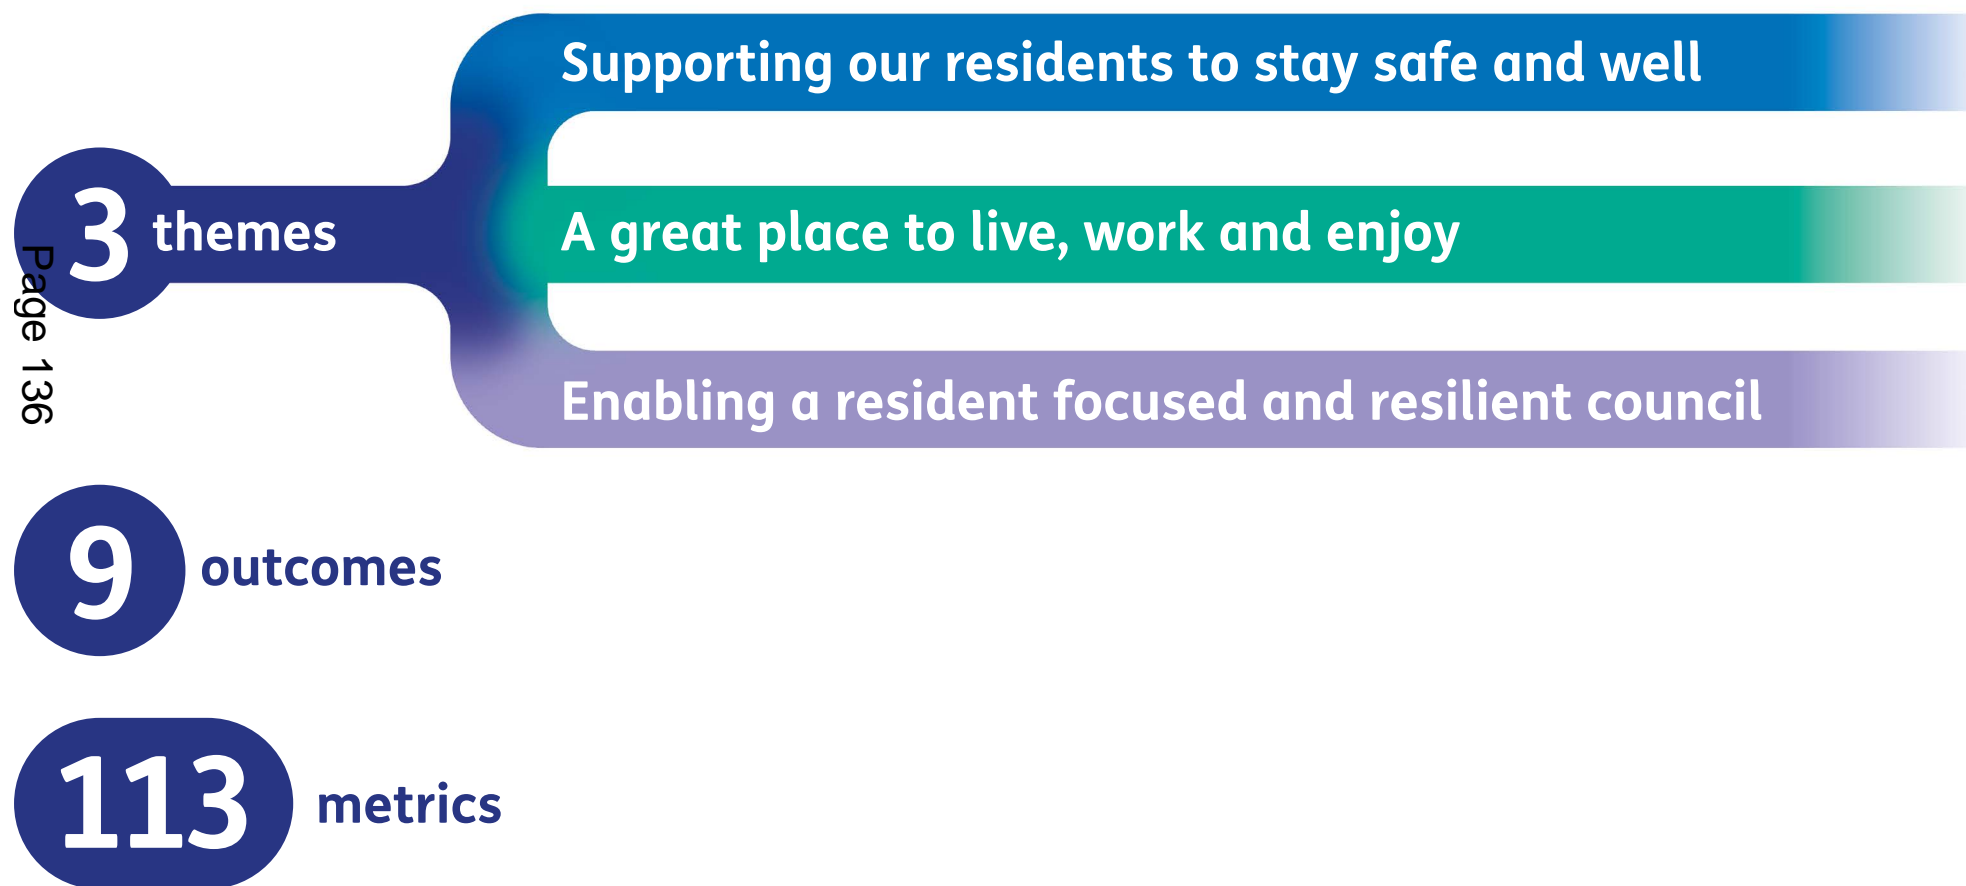 Supporting our residents to stay safe and well
3 themes
A great place to live, work and enjoy
Enabling a resident focused and resilient council
Page 136
9 outcomes
113 metrics